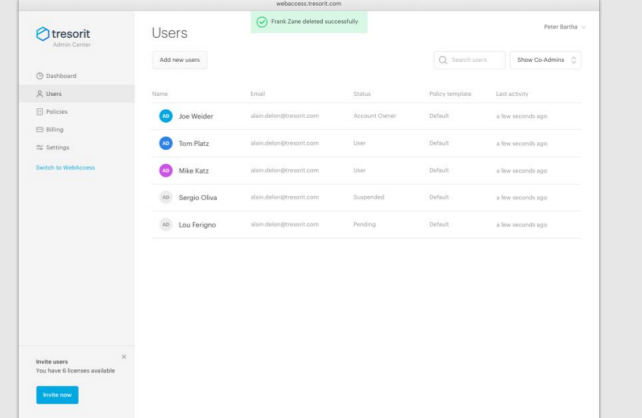 webaccess.tresorit.com
Frank Zane deleted successfully
Peter Bartha
tresorit
Admin Center
Dashboard
Users
Policies
Billing
Settings
Switch to WebAccess
Invite users
You have 6 licenses available
Invite now
Users
Add new users
Search users
Show Co-Admins
Name Email Status Policy template Last activity
AD Joe Weider alain.delon@tresorit.com Account Owner Default a few seconds ago
AD Tom Platz alain.delon@tresorit.com User Default a few seconds ago
AD Mike Katz alain.delon@tresorit.com User Default a few seconds ago
AD Sergio Oliva alain.delon@tresorit.com Suspended Default a few seconds ago
AD Lou Ferigno alain.delon@tresorit.com Pending Default a few seconds ago